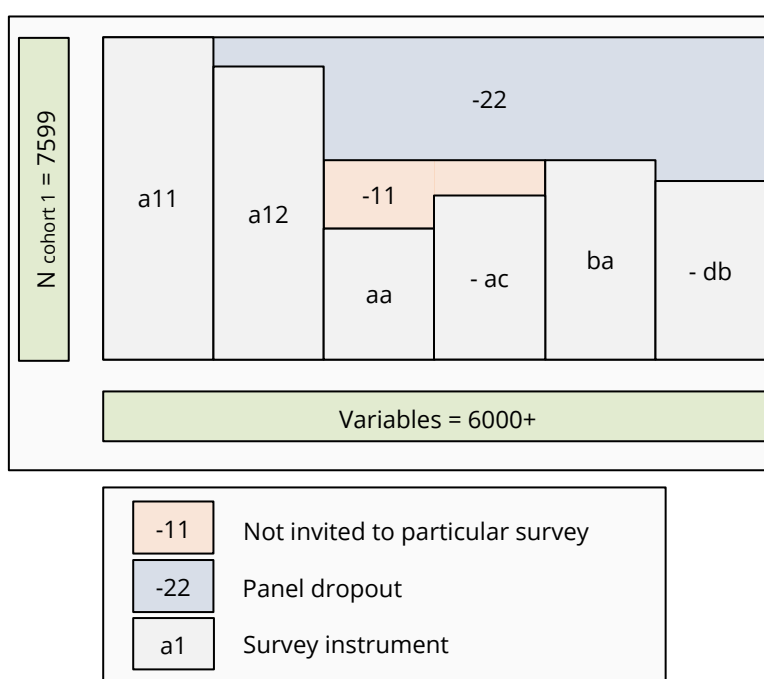 N cohort 1 = 7599
-22
a11
a12
-11
aa
- ac
ba
- db
Variables = 6000+
-11 Not invited to particular survey
-22 Panel dropout
a1 Survey instrument